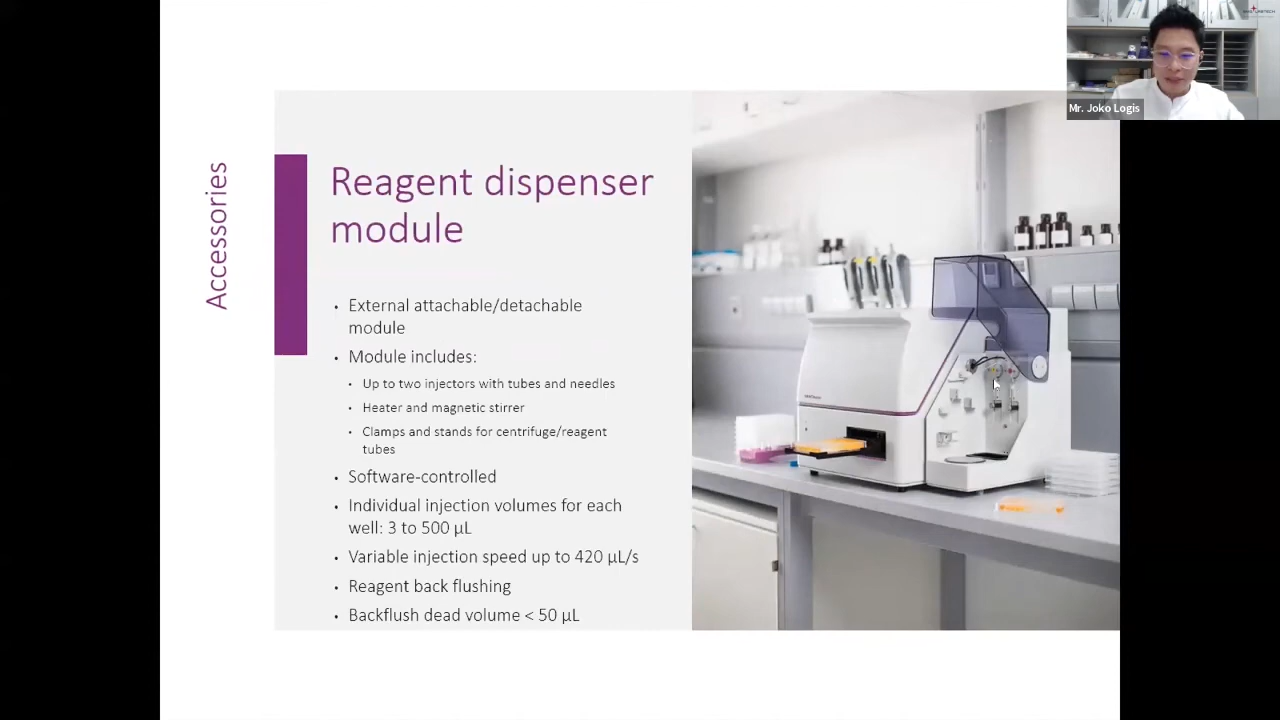 Mr. Joko Logis
Accessories
Reagent dispenser
module
• External attachable/detachable
module
• Module includes:
• Up to two injectors with tubes and needles
• Heater and magnetic stirrer
• Clamps and stands for centrifuge/reagent
tubes
• Software-controlled
• Individual injection volumes for each
well: 3 to 500 µL
• Variable injection speed up to 420 µL/s
• Reagent back flushing
• Backflush dead volume < 50 µL